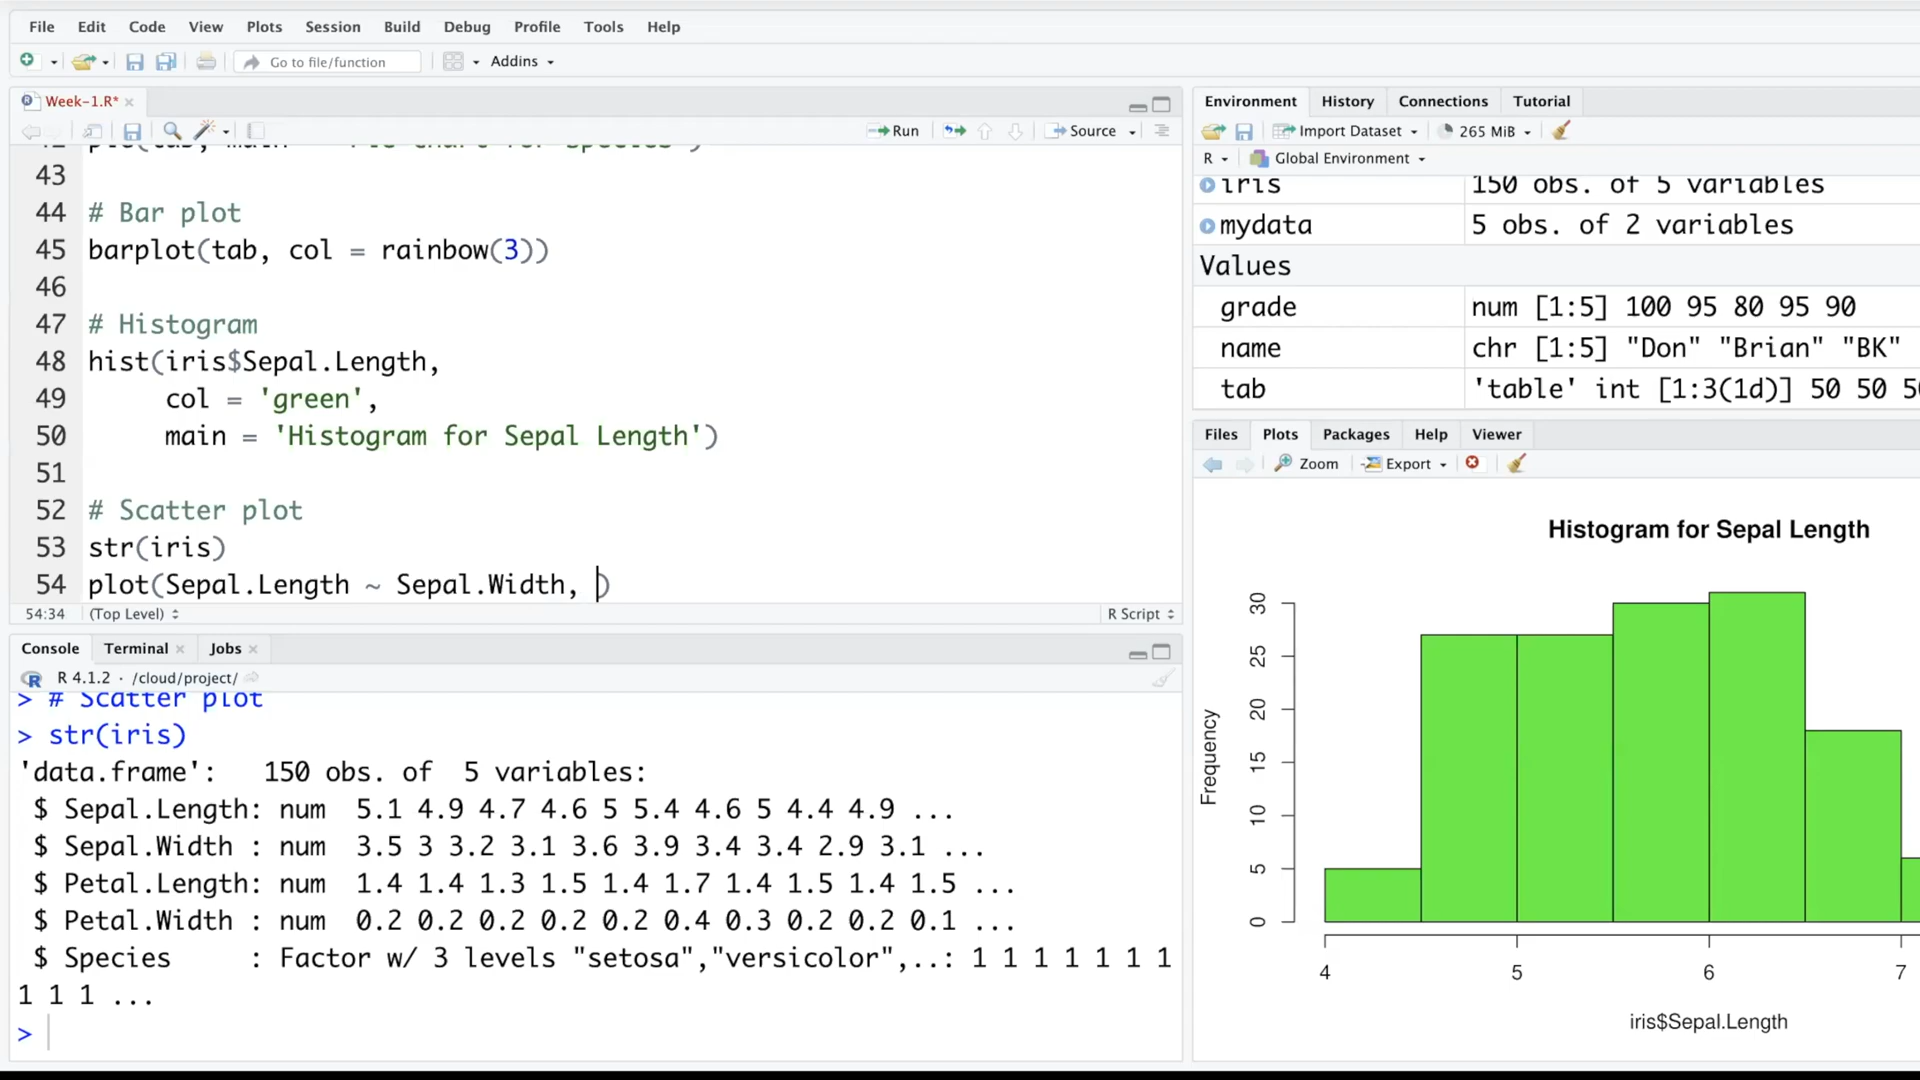 File Edit Code View Plots Session Build Debug Profile Tools Help
Go to file/function Addins
Week-1.R*
Run Source
43
44 # Bar plot
45 barplot(tab, col = rainbow(3))
46
47 # Histogram
48 hist(iris$Sepal.Length,
49 col = 'green',
50 main = 'Histogram for Sepal Length')
51
52 # Scatter plot
53 str(iris)
54 plot(Sepal.Length ~ Sepal.Width, )
54:34 (Top Level) R Script
Console Terminal Jobs
R 4.1.2 · /cloud/project/
> # Scatter plot
> str(iris)
'data.frame': 150 obs. of 5 variables:
$ Sepal.Length: num 5.1 4.9 4.7 4.6 5 5.4 4.6 5 4.4 4.9 ...
$ Sepal.Width : num 3.5 3 3.2 3.1 3.6 3.9 3.4 3.4 2.9 3.1 ...
$ Petal.Length: num 1.4 1.4 1.3 1.5 1.4 1.7 1.4 1.5 1.4 1.5 ...
$ Petal.Width : num 0.2 0.2 0.2 0.2 0.2 0.4 0.3 0.2 0.2 0.1 ...
$ Species : Factor w/ 3 levels "setosa","versicolor",..: 1 1 1 1 1 1 1
1 1 1 ...
>
Environment History Connections Tutorial
Import Dataset 265 MiB
R Global Environment
iris 150 obs. of 5 variables
mydata 5 obs. of 2 variables
Values
grade num [1:5] 100 95 80 95 90
name chr [1:5] "Don" "Brian" "BK"
tab 'table' int [1:3(1d)] 50 50
Files Plots Packages Help Viewer
Zoom Export
Histogram for Sepal Length
Frequency
30
25
20
15
10
5
0
4 5 6 7
iris$Sepal.Length